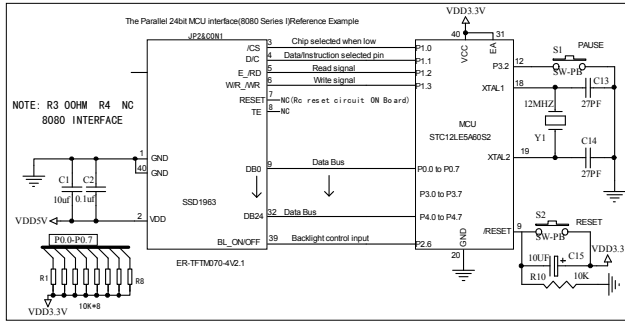 The Parallel 24bit MCU interface(8080 Series I)Reference Example
JP2&CON1
/CS 3 Chip selected when low P1.0
D/C 4 Data/Instruction selected pin P1.1
E_/RD 5 Read signal P1.2
W/R_/WR 6 Write signal P1.3
RESET 7 NC(Rc reset circuit ON Board)
TE 8 NC
NOTE: R3 0OHM R4 NC
8080 INTERFACE
1 GND
40 GND
C1 C2
10uf 0.1uf
VDD5V 2 VDD
SSD1963
DB0 9 Data Bus P0.0 to P0.7
P3.0 to P3.7
DB24 32 Data Bus P4.0 to P4.7
BL_ON/OFF 39 Backlight control input P2.6
ER-TFTM070-4V2.1
P0.0-P0.7
R1 R8
10K*8
VDD3.3V
VDD3.3V
40 31
VCC EA
MCU
STC12LE5A60S2
P3.2 12
S1 PAUSE
SW-PB
XTAL1 18
C13
27PF
12MHZ
Y1
XTAL2 19
C14
27PF
/RESET 9
S2 RESET
SW-PB
VDD3.3
10UF C15
R10 10K
GND
20